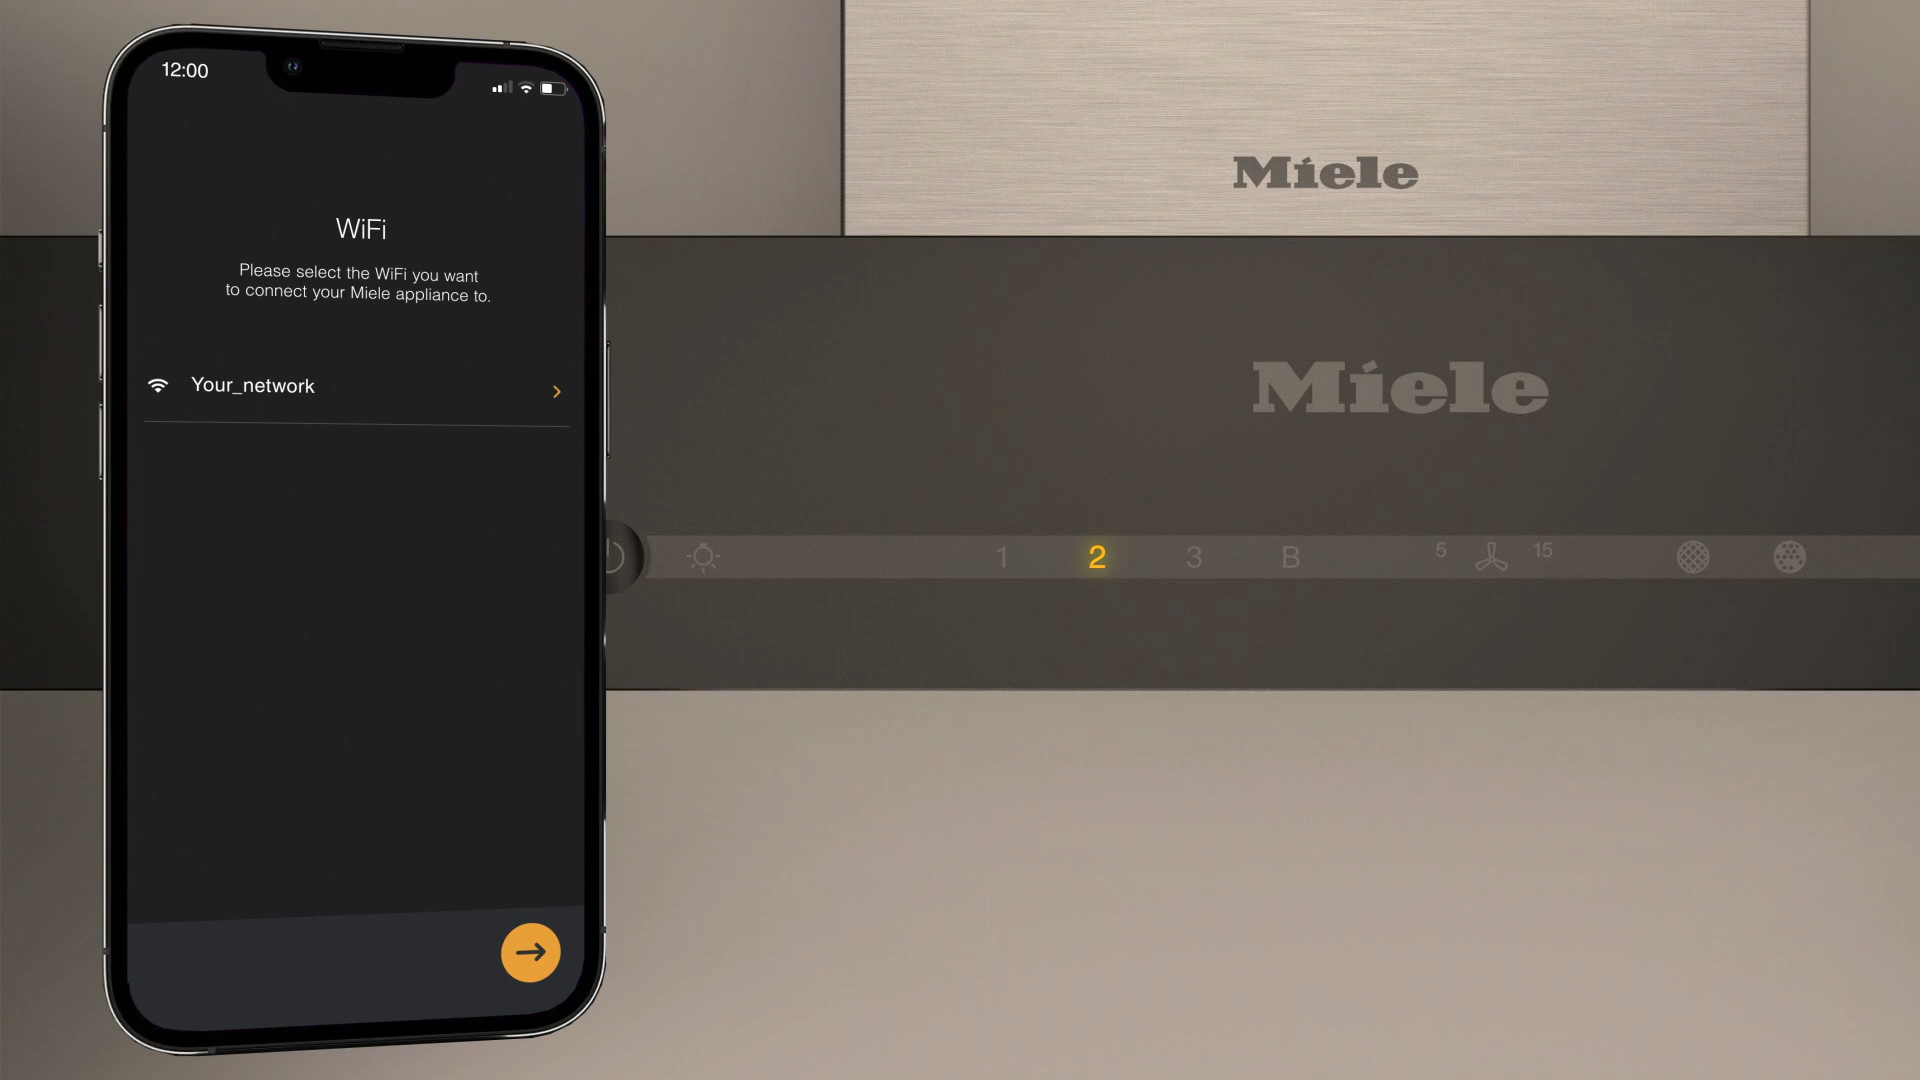 12:00
WiFi
Please select the WiFi you want
to connect your Miele appliance to.
Your_network
Miele
Miele
1 2 3 B 5 15